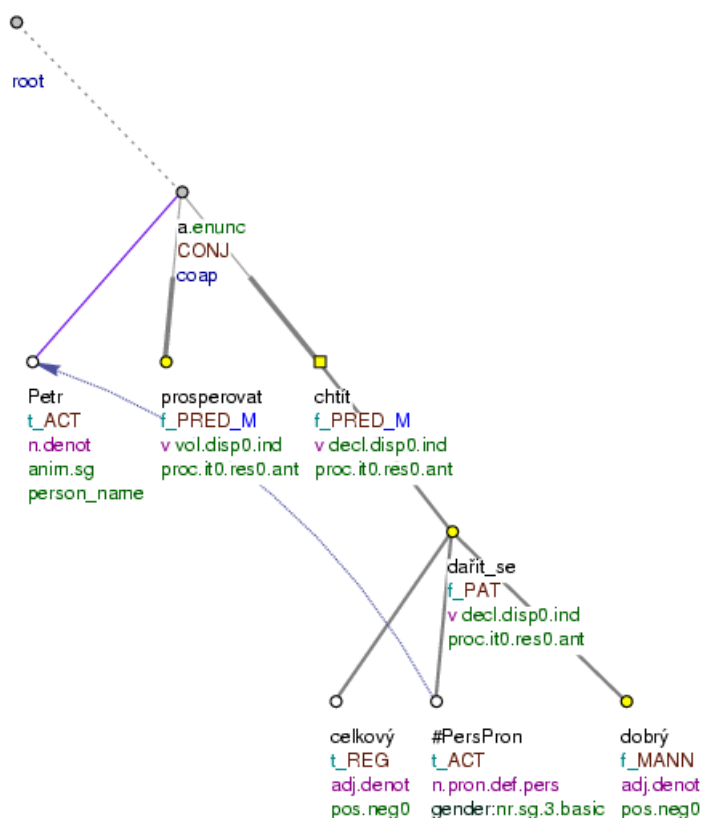 root
a.enunc
CONJ
coap
Petr
t_ACT
n.denot
anim.sg
person_name
prosperovat
f_PRED_M
v vol.disp0.ind
proc.it0.res0.ant
chtít
f_PRED_M
v decl.disp0.ind
proc.it0.res0.ant
dařit_se
f_PAT
v decl.disp0.ind
proc.it0.res0.ant
celkový
t_REG
adj.denot
pos.neg0
#PersPron
t_ACT
n.pron.def.pers
gender:nr.sg.3.basic
dobrý
f_MANN
adj.denot
pos.neg0